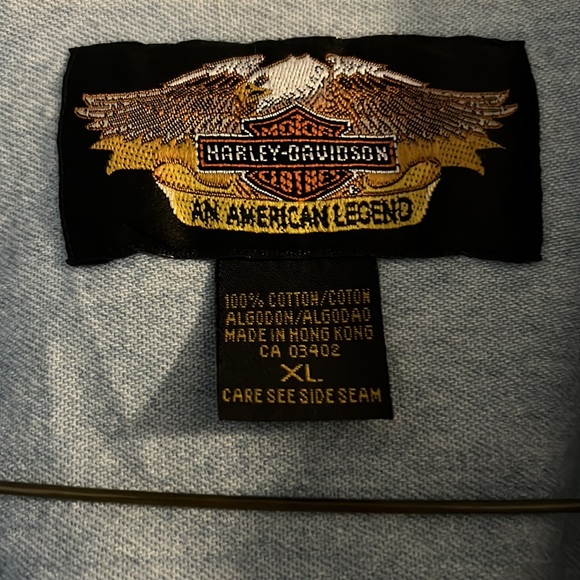 MOTOR
HARLEY-DAVIDSON
AN AMERICAN LEGEND
100% COTTON/COTON
ALGODON/ALGODAO
MADE IN HONG KONG
CA 03402
XL
CARE SEE SIDE SEAM